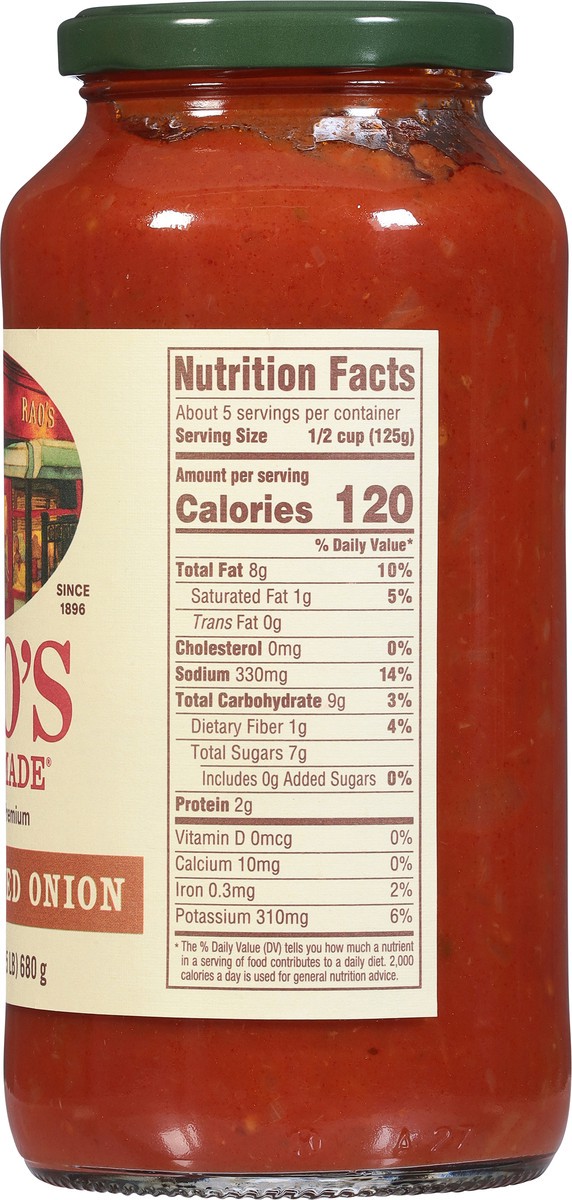 RAO'S
SINCE
1896
O'S
MADE®
ED ONION
LB) 680 g
Nutrition Facts
About 5 servings per container
Serving Size 1/2 cup (125g)
Amount per serving
Calories 120
% Daily Value*
Total Fat 8g 10%
Saturated Fat 1g 5%
Trans Fat 0g
Cholesterol 0mg 0%
Sodium 330mg 14%
Total Carbohydrate 9g 3%
Dietary Fiber 1g 4%
Total Sugars 7g
Includes 0g Added Sugars 0%
Protein 2g
Vitamin D 0mcg 0%
Calcium 10mg 0%
Iron 0.3mg 2%
Potassium 310mg 6%
* The % Daily Value (DV) tells you how much a nutrient
in a serving of food contributes to a daily diet. 2,000
calories a day is used for general nutrition advice.
A 27